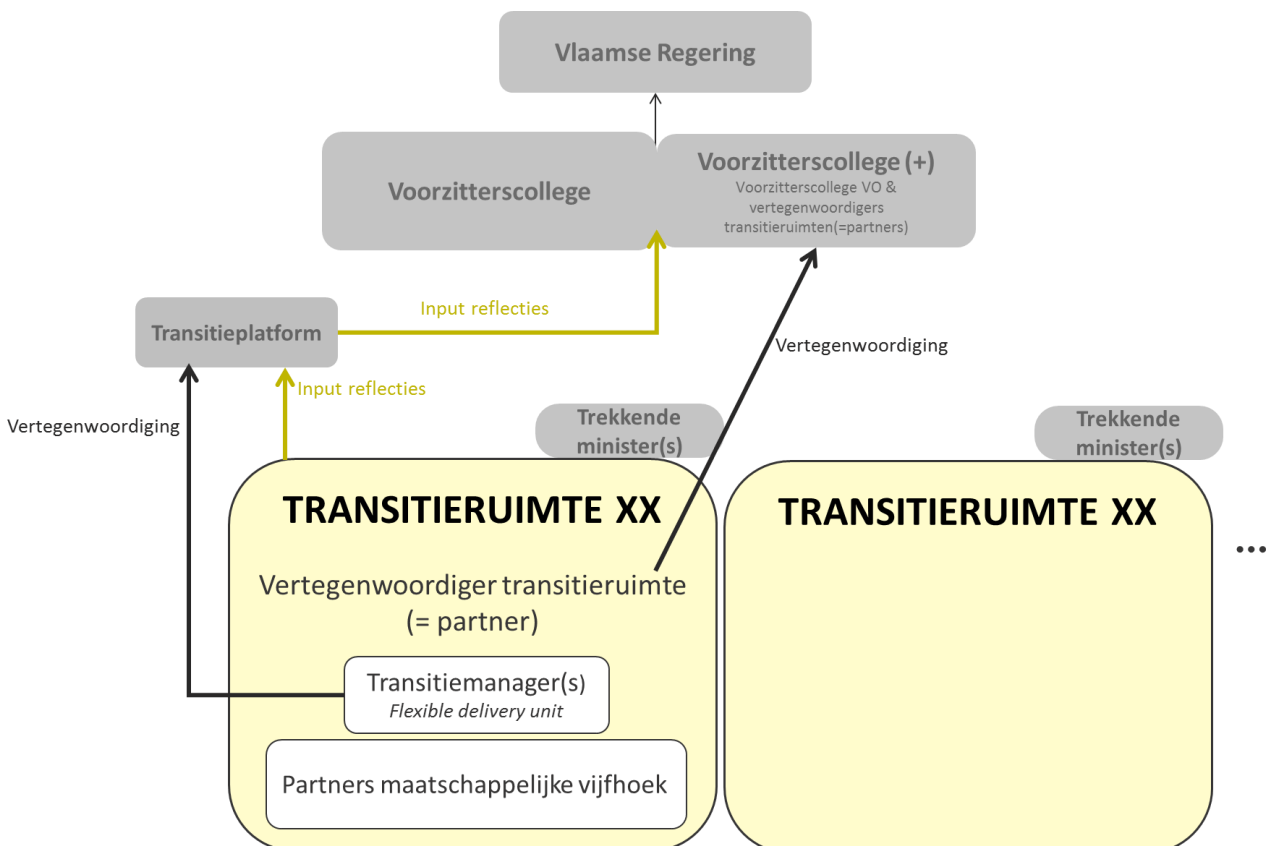 Vlaamse Regering
Voorzitterscollege
Voorzitterscollege (+)
Voorzitterscollege VO &
vertegenwoordigers
transitieruimten(=partners)
Input reflecties
Transitieplatform
Vertegenwoordiging
Input reflecties
Vertegenwoordiging
Trekkende
minister(s)
Trekkende
minister(s)
TRANSITIERUIMTE XX
TRANSITIERUIMTE XX
...
Vertegenwoordiger transitieruimte
(= partner)
Transitiemanager(s)
Flexible delivery unit
Partners maatschappelijke vijfhoek